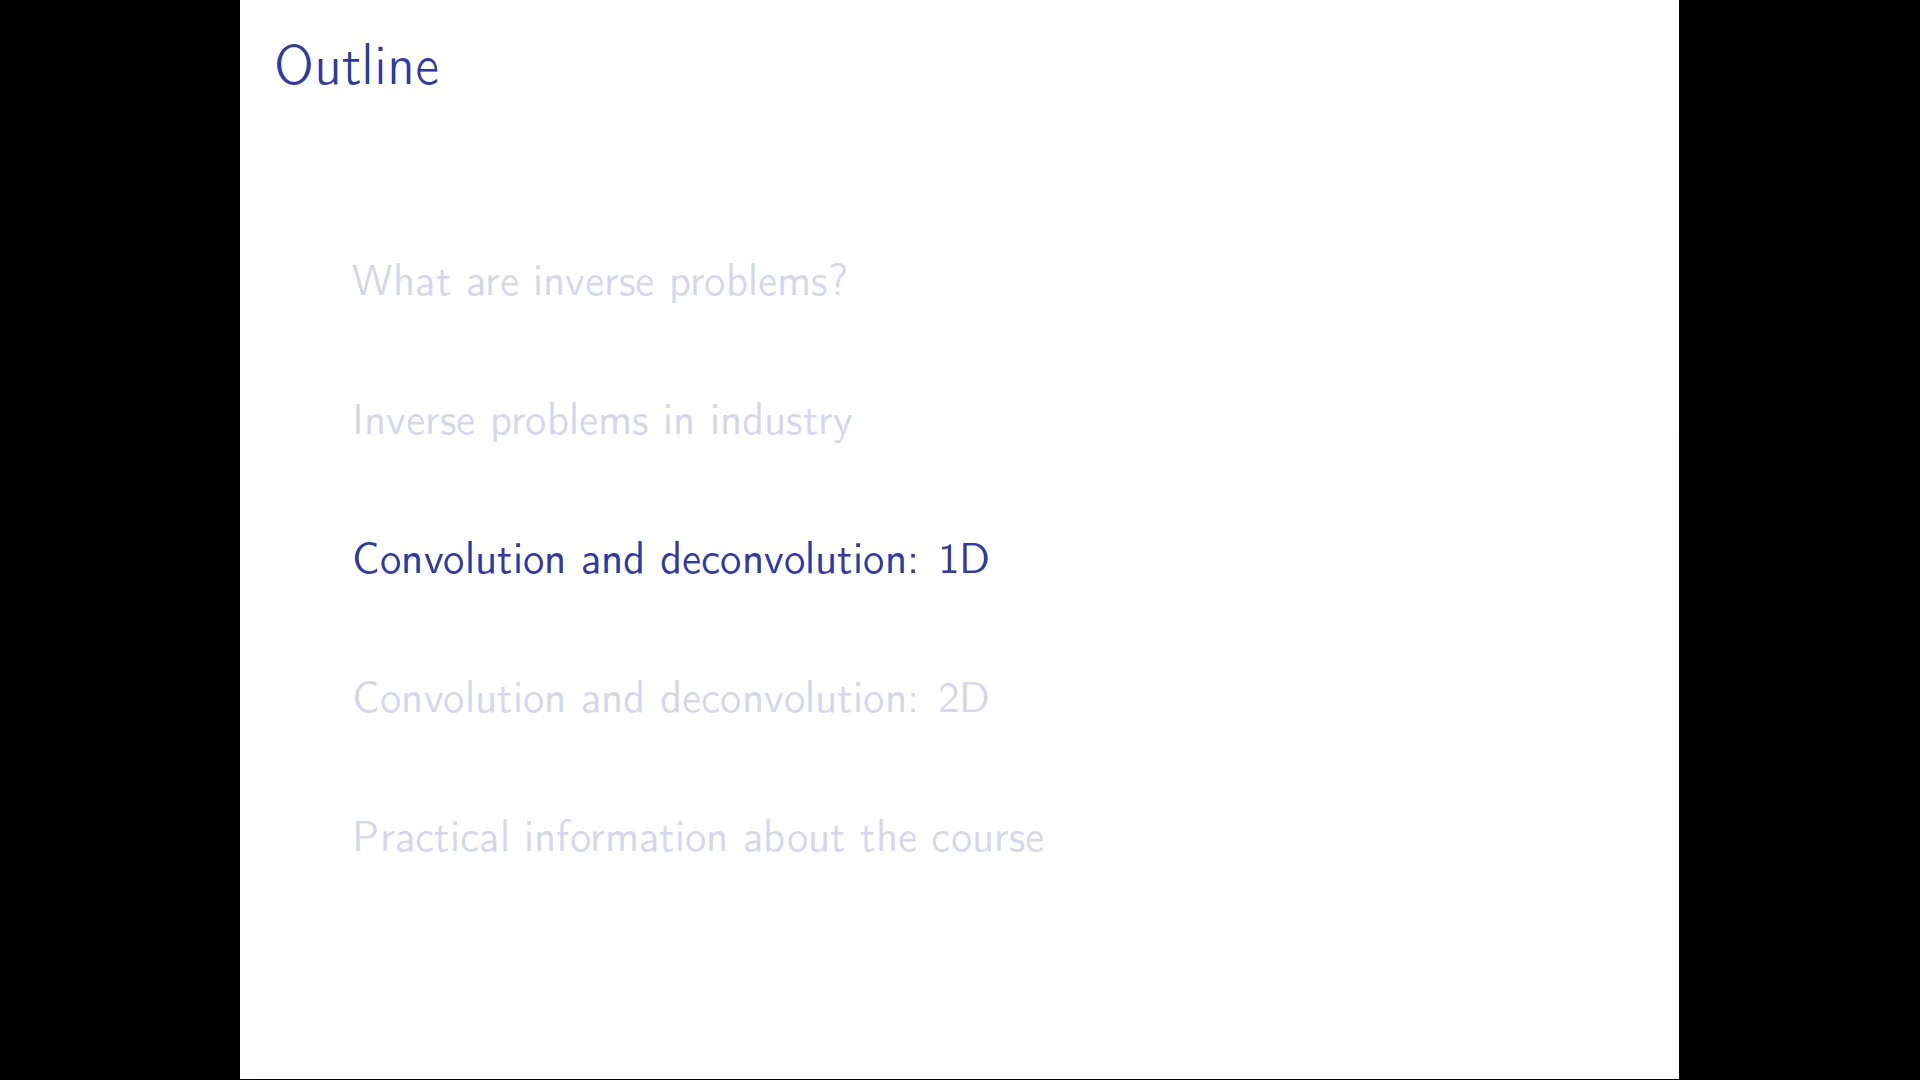 Outline
What are inverse problems?
Inverse problems in industry
Convolution and deconvolution: 1D
Convolution and deconvolution: 2D
Practical information about the course